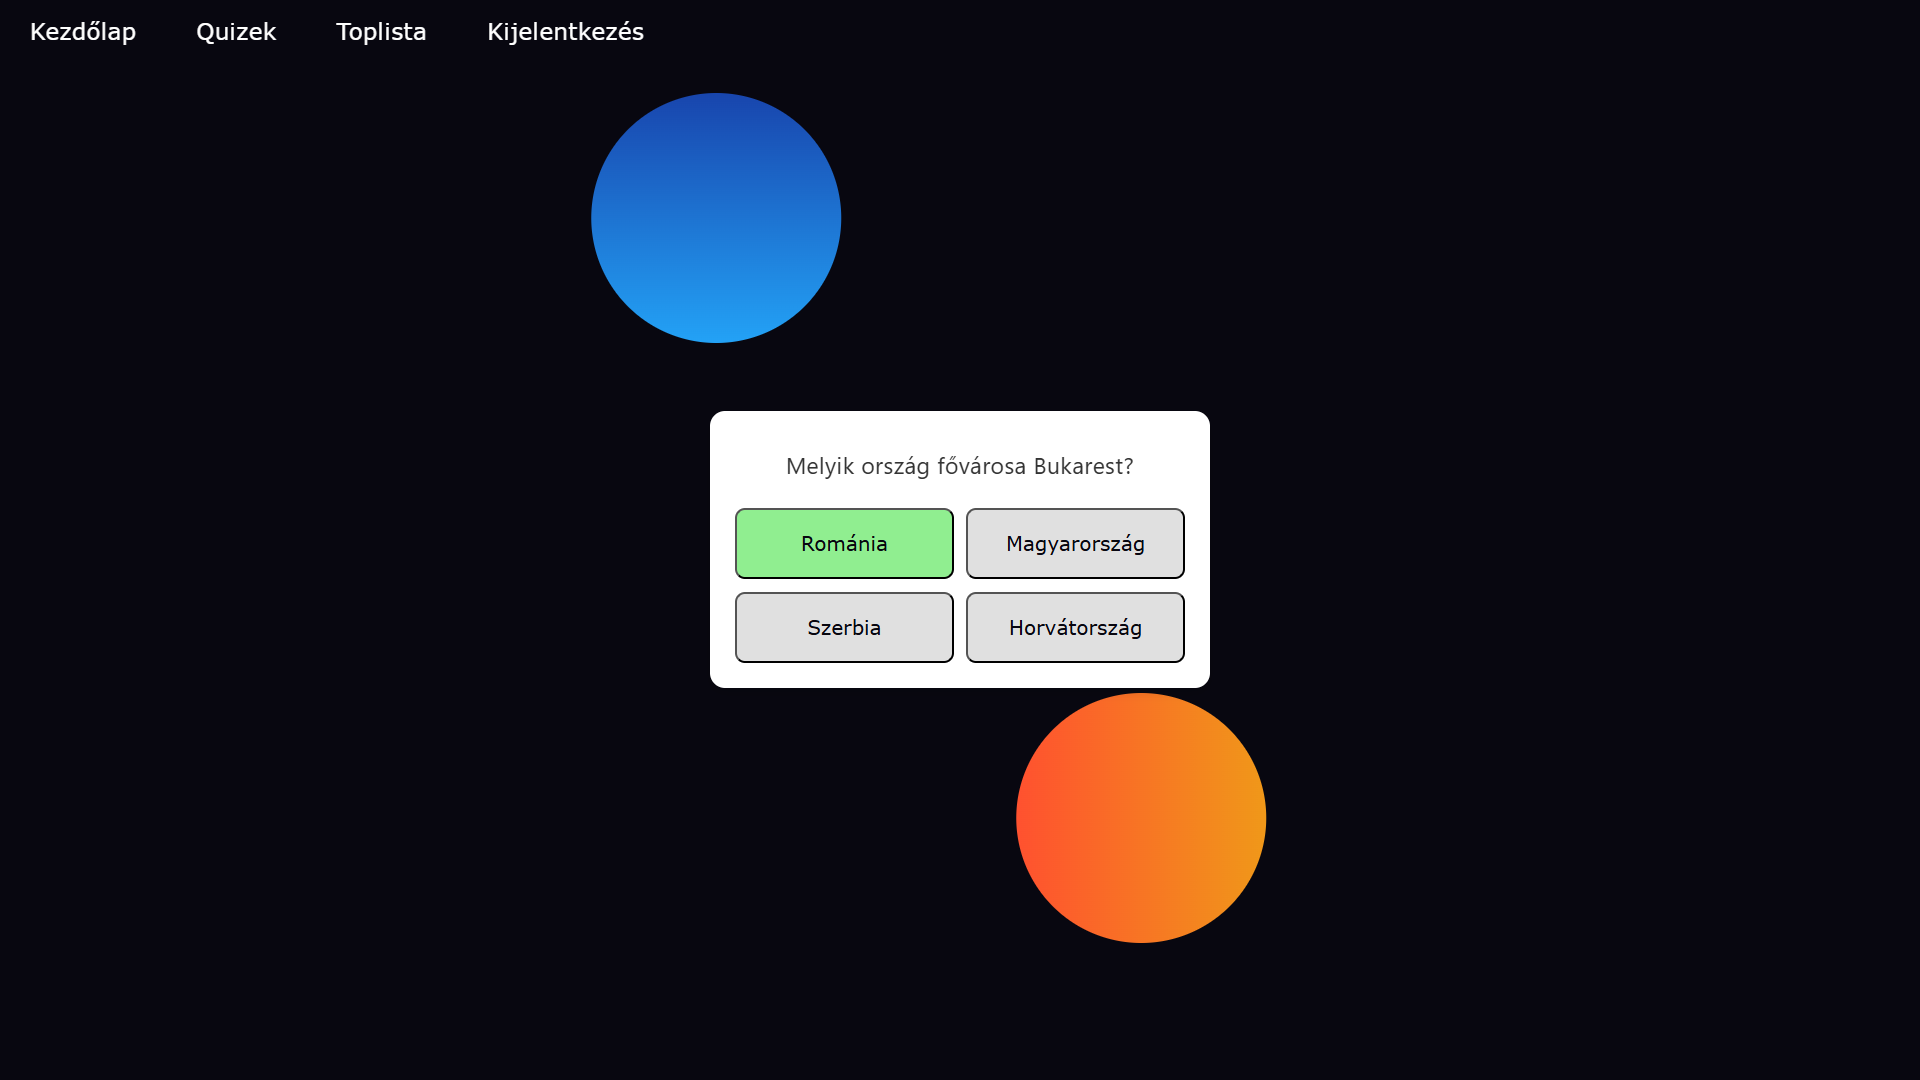 Kezdőlap Quizek Toplista Kijelentkezés
Melyik ország fővárosa Bukarest?
Románia Magyarország
Szerbia Horvátország